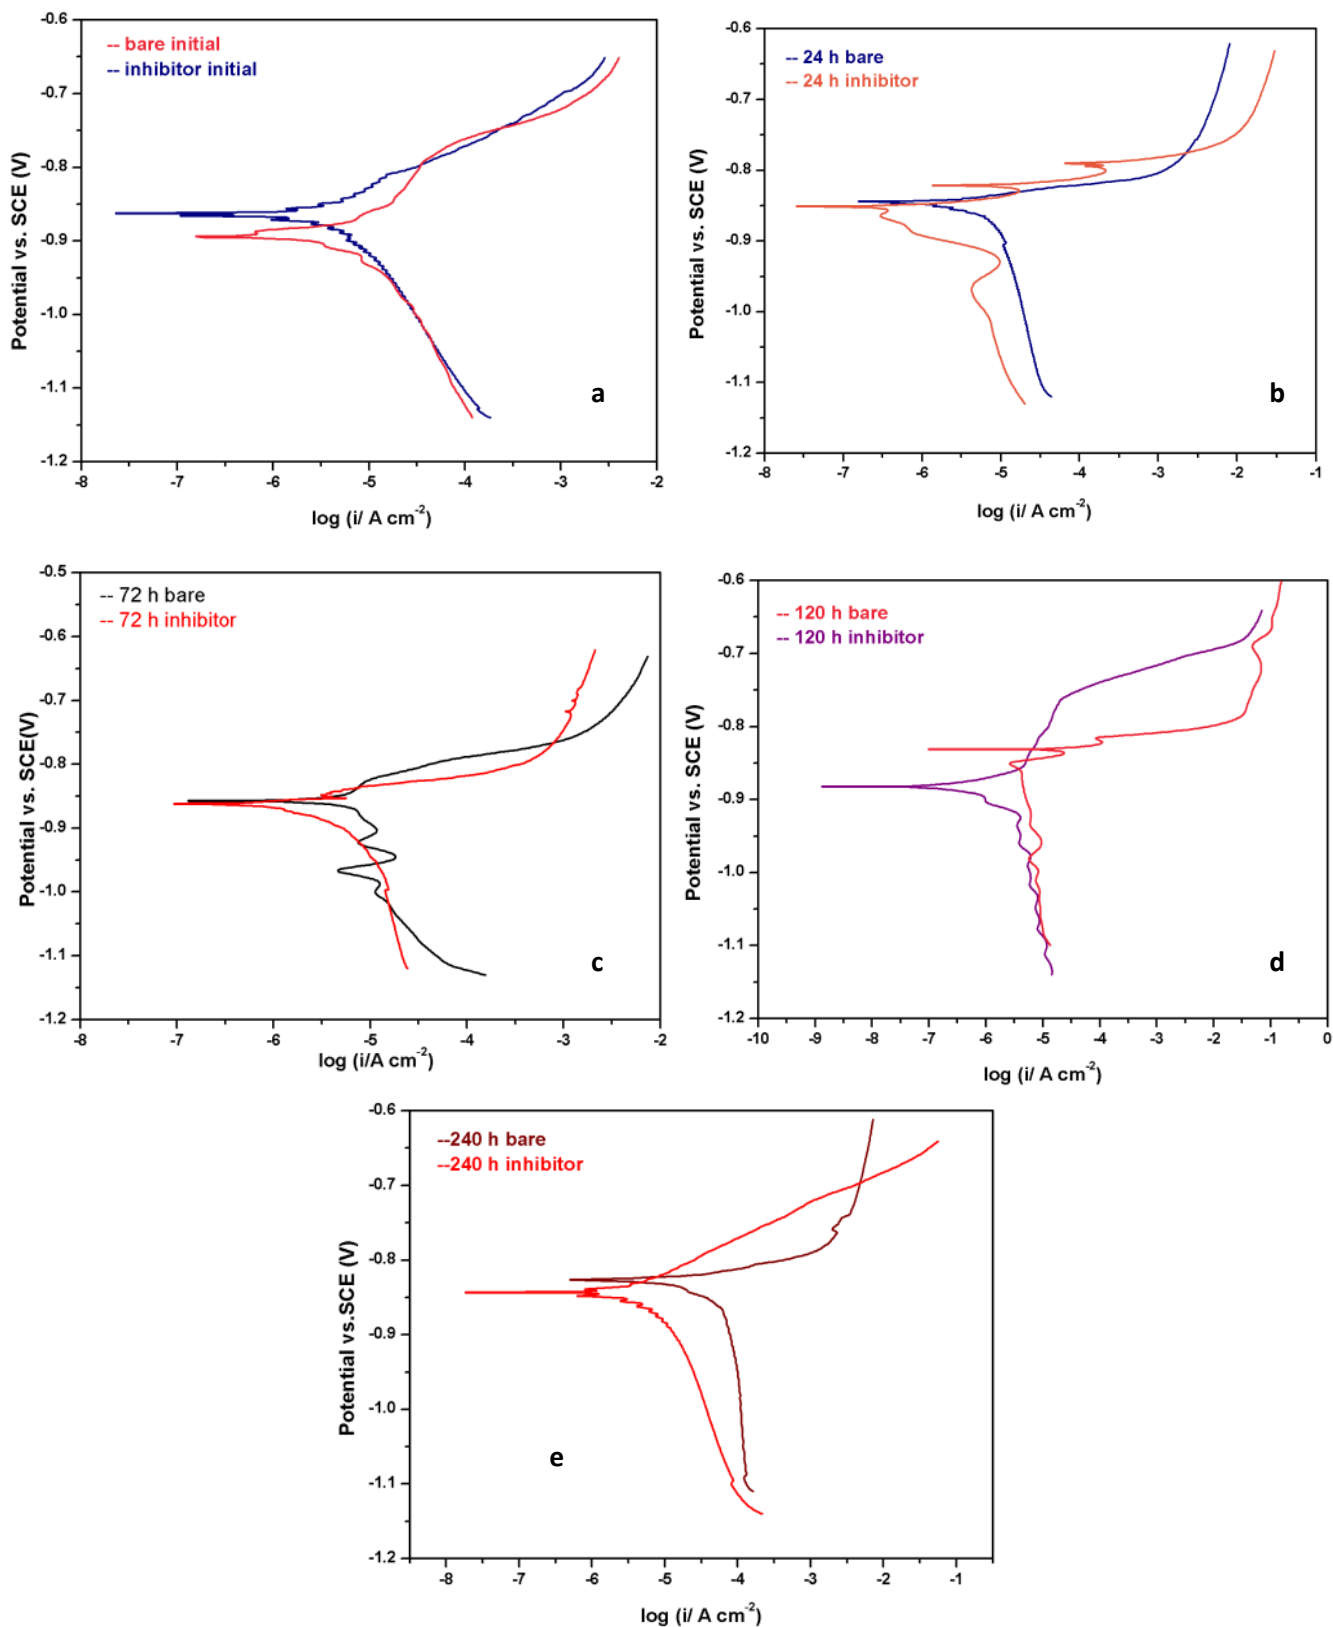 -- bare initial
-- inhibitor initial
-0.6
-0.7
-0.8
-0.9
-1.0
-1.1
-1.2
Potential vs. SCE (V)
a
-8 -7 -6 -5 -4 -3 -2
log (i/ A cm-2)
-- 24 h bare
-- 24 h inhibitor
-0.6
-0.7
-0.8
-0.9
-1.0
-1.1
-1.2
Potential vs. SCE (V)
b
-8 -7 -6 -5 -4 -3 -2 -1
log (i/ A cm-2)
-- 72 h bare
-- 72 h inhibitor
-0.5
-0.6
-0.7
-0.8
-0.9
-1.0
-1.1
-1.2
Potential vs. SCE(V)
c
-8 -7 -6 -5 -4 -3 -2
log (i/A cm-2)
-- 120 h bare
-- 120 h inhibitor
-0.6
-0.7
-0.8
-0.9
-1.0
-1.1
-1.2
Potential vs. SCE (V)
d
-10 -9 -8 -7 -6 -5 -4 -3 -2 -1 0
log (i/ A cm-2)
--240 h bare
--240 h inhibitor
-0.6
-0.7
-0.8
-0.9
-1.0
-1.1
-1.2
Potential vs.SCE (V)
e
-8 -7 -6 -5 -4 -3 -2 -1
log (i/ A cm-2)